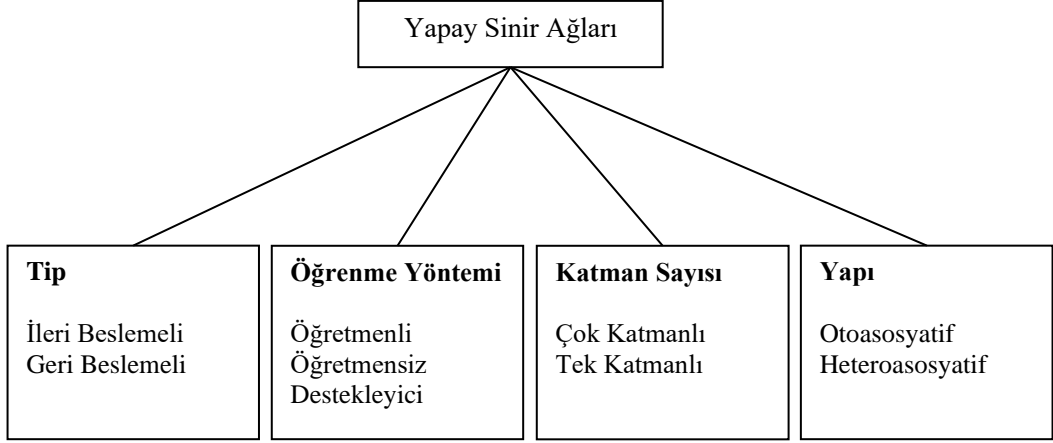 Yapay Sinir Ağları
Tip
İleri Beslemeli
Geri Beslemeli
Öğrenme Yöntemi
Öğretmenli
Öğretmensiz
Destekleyici
Katman Sayısı
Çok Katmanlı
Tek Katmanlı
Yapı
Otoasosyatif
Heteroasosyatif